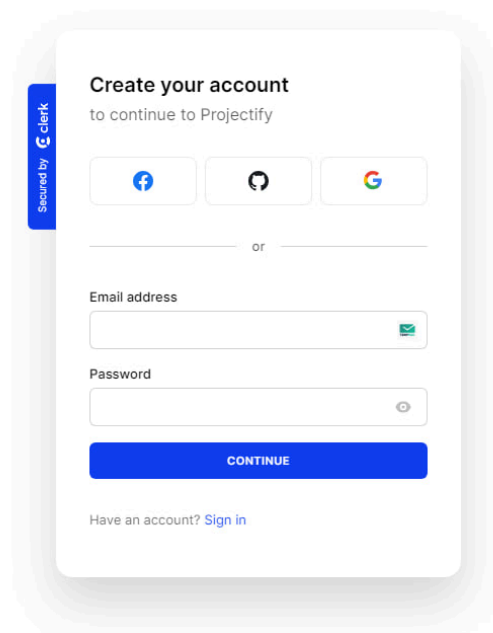 Create your account
to continue to Projectify
Secured by clerk
or
Email address
Password
CONTINUE
Have an account? Sign in